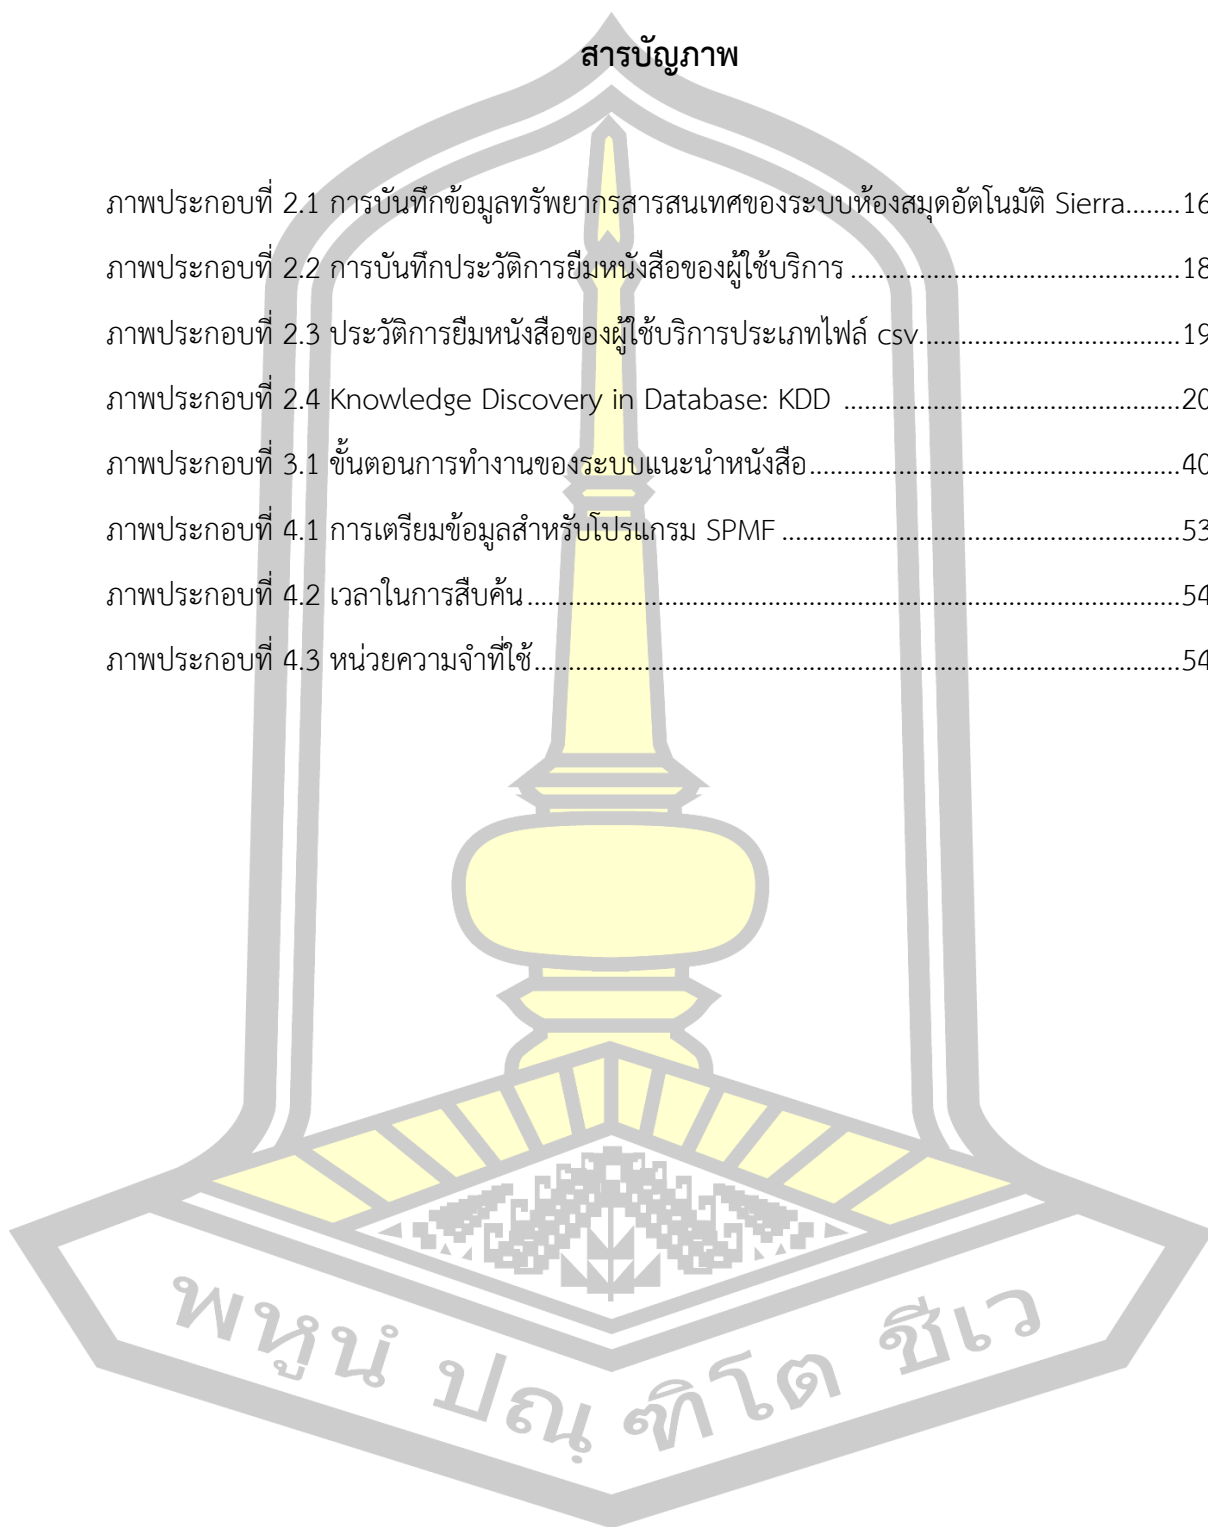 สารบัญภาพ
ภาพประกอบที่ 2.1 การบันทึกข้อมูลทรัพยากรสารสนเทศของระบบห้องสมุดอัตโนมัติ Sierra........16
ภาพประกอบที่ 2.2 การบันทึกประวัติการยืมหนังสือของผู้ใช้บริการ ................................................18
ภาพประกอบที่ 2.3 ประวัติการยืมหนังสือของผู้ใช้บริการประเภทไฟล์ csv......................................19
ภาพประกอบที่ 2.4 Knowledge Discovery in Database: KDD .................................................20
ภาพประกอบที่ 3.1 ขั้นตอนการทำงานของระบบแนะนำหนังสือ......................................................40
ภาพประกอบที่ 4.1 การเตรียมข้อมูลสำหรับโปรแกรม SPMF ..........................................................53
ภาพประกอบที่ 4.2 เวลาในการสืบค้น...............................................................................................54
ภาพประกอบที่ 4.3 หน่วยความจำที่ใช้..............................................................................................54
พหูนํ ปณฺฑิโต ชีเว